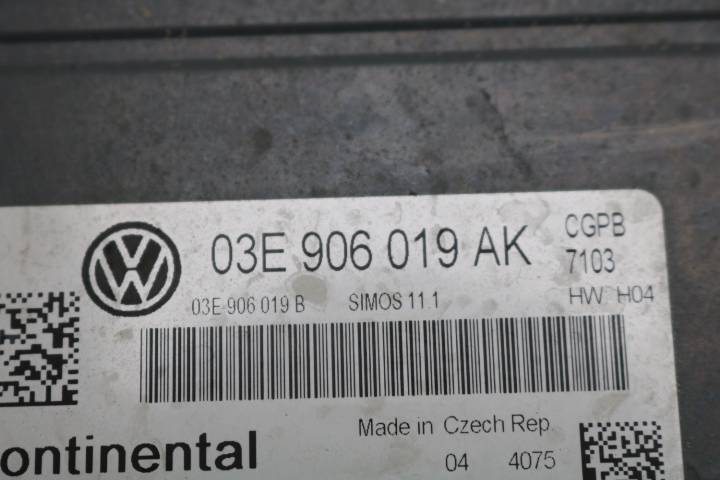 03E 906 019 AK CGPB
7103
03E 906 019 B SIMOS 11.1 HW H04
Made in Czech Rep.
ontinental
04 4075